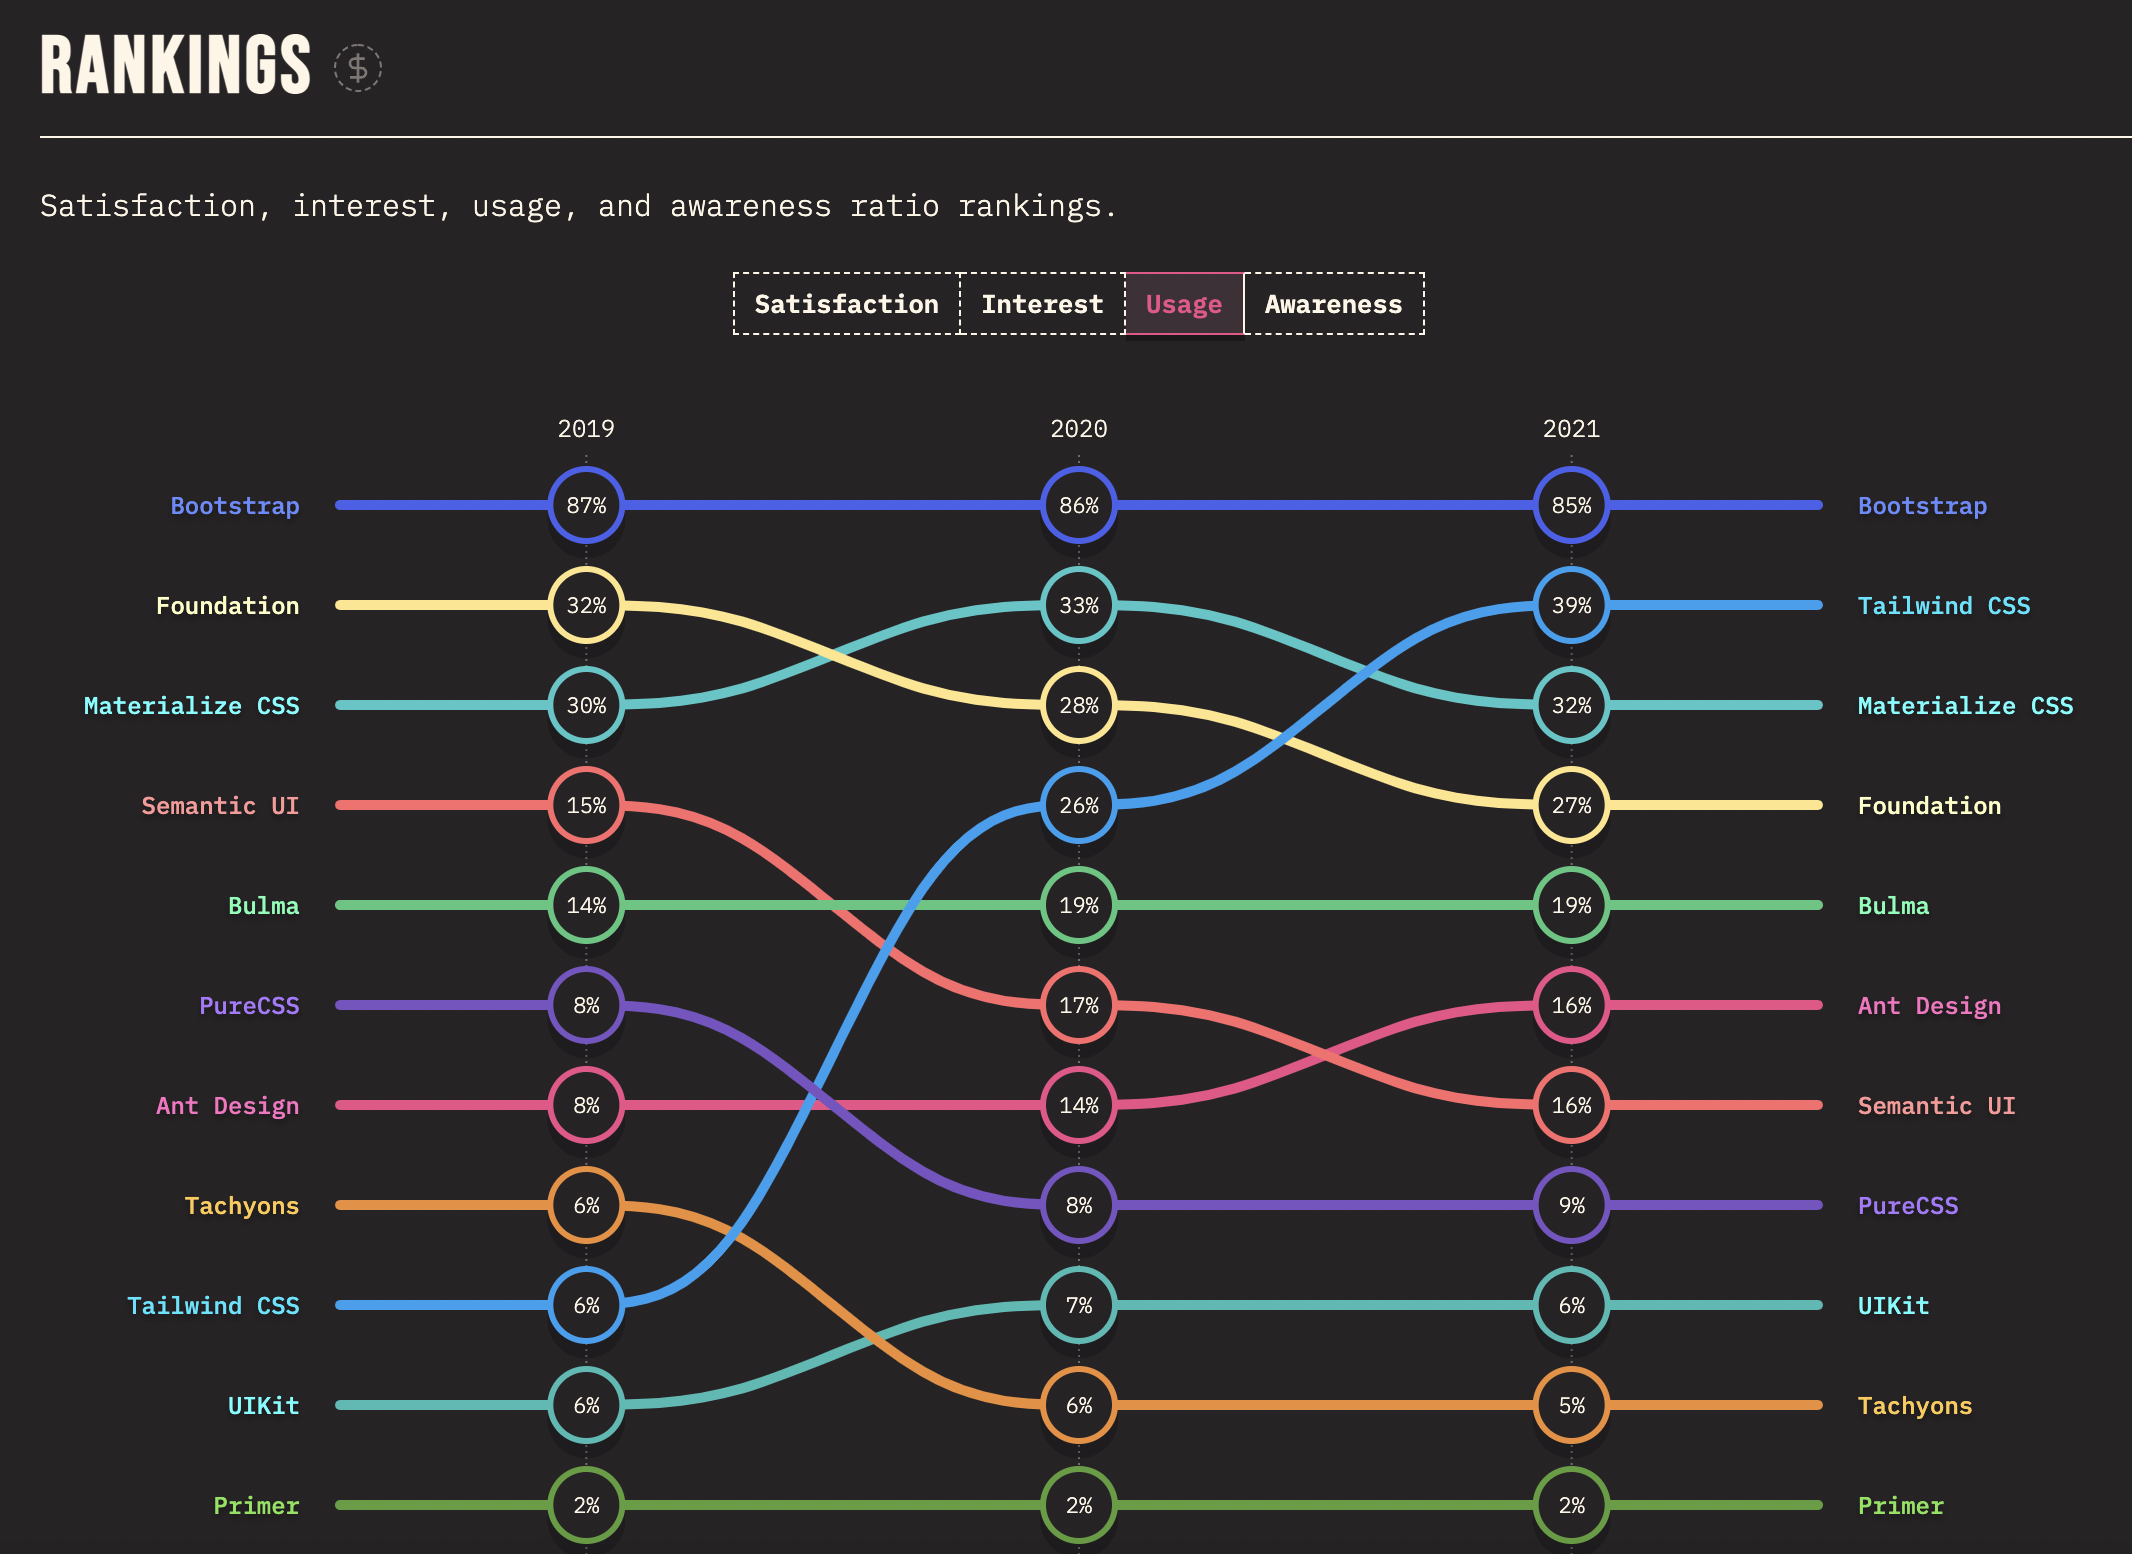 RANKINGS $
Satisfaction, interest, usage, and awareness ratio rankings.
Satisfaction Interest Usage Awareness
2019 2020 2021
Bootstrap 87% 86% 85% Bootstrap
Foundation 32% 33% 39% Tailwind CSS
Materialize CSS 30% 28% 32% Materialize CSS
Semantic UI 15% 26% 27% Foundation
Bulma 14% 19% 19% Bulma
PureCSS 8% 17% 16% Ant Design
Ant Design 8% 14% 16% Semantic UI
Tachyons 6% 8% 9% PureCSS
Tailwind CSS 6% 7% 6% UIKit
UIKit 6% 6% 5% Tachyons
Primer 2% 2% 2% Primer